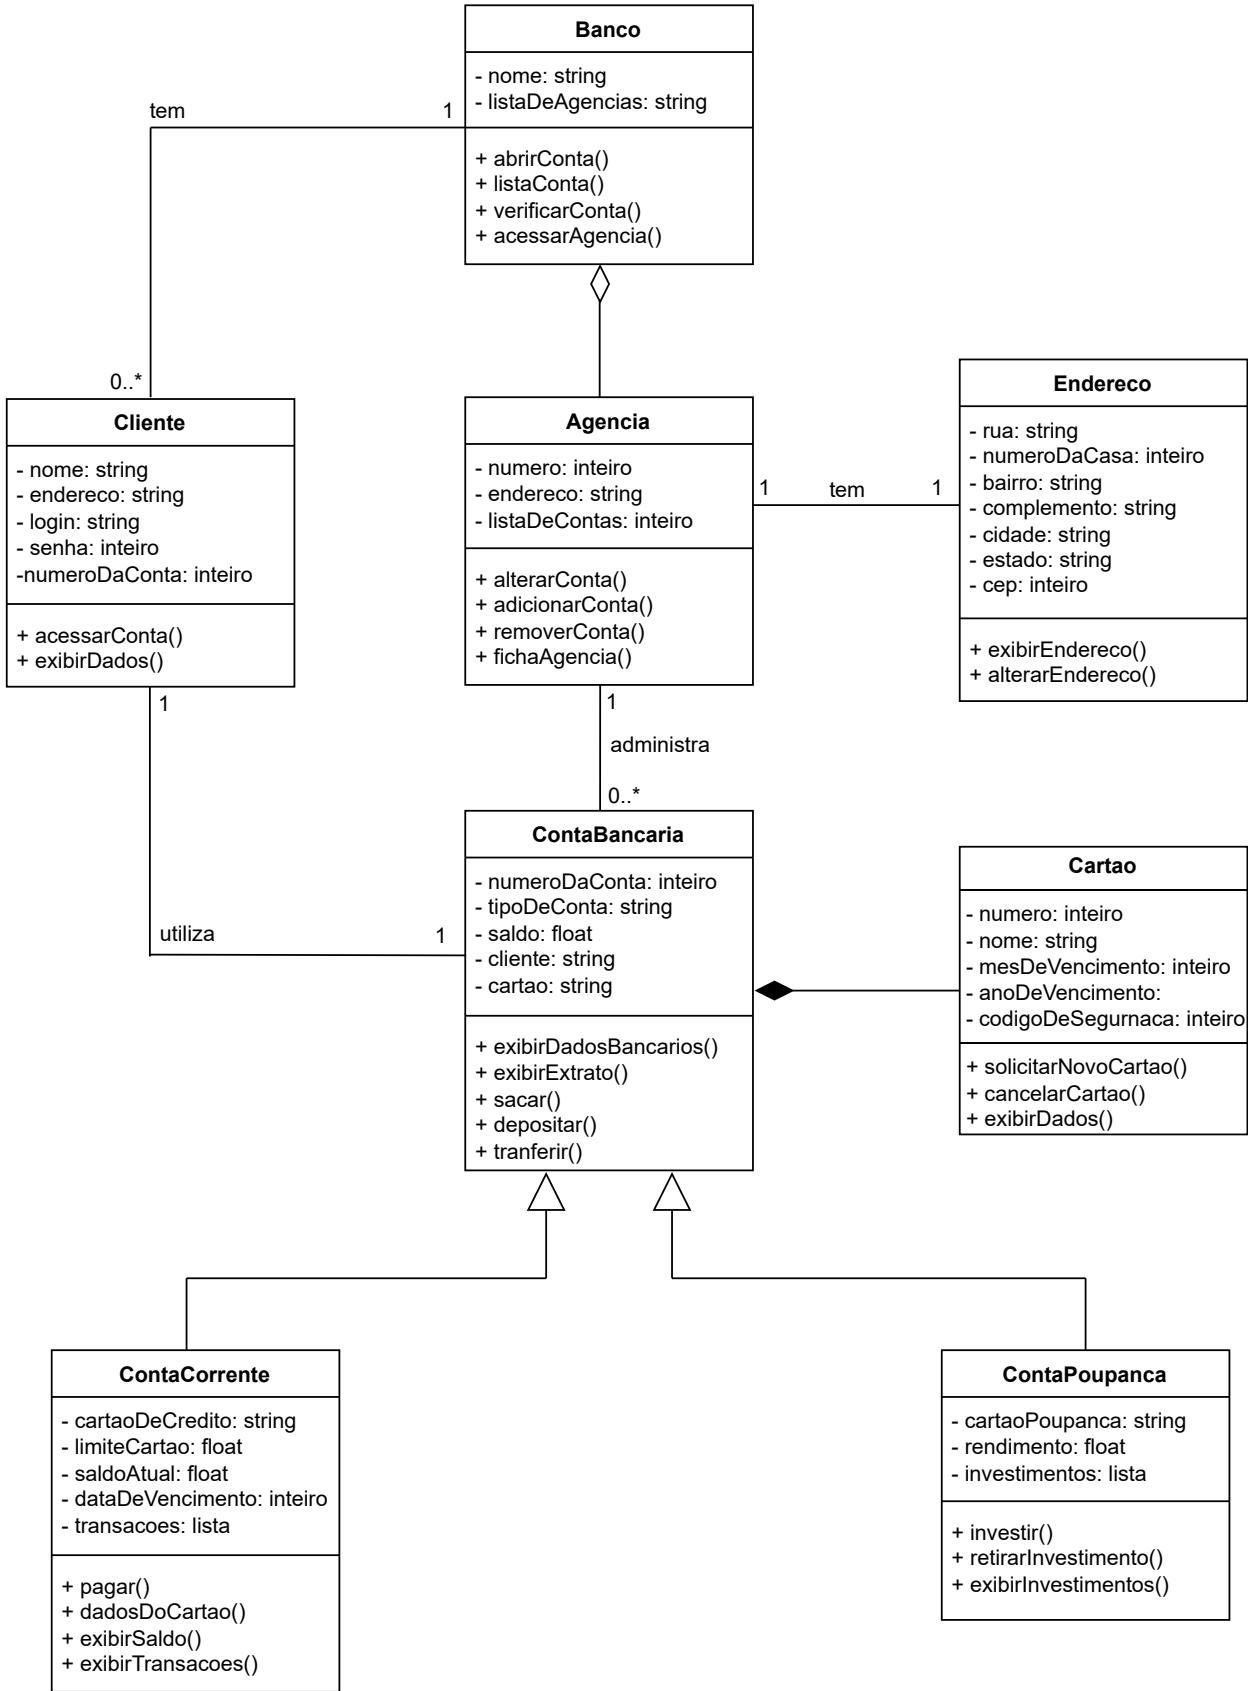 Banco
- nome: string
- listaDeAgencias: string
+ abrirConta()
+ listaConta()
+ verificarConta()
+ acessarAgencia()
tem
1
0..*
Cliente
- nome: string
- endereco: string
- login: string
- senha: inteiro
-numeroDaConta: inteiro
+ acessarConta()
+ exibirDados()
Agencia
- numero: inteiro
- endereco: string
- listaDeContas: inteiro
+ alterarConta()
+ adicionarConta()
+ removerConta()
+ fichaAgencia()
1
tem
1
Endereco
- rua: string
- numeroDaCasa: inteiro
- bairro: string
- complemento: string
- cidade: string
- estado: string
- cep: inteiro
+ exibirEndereco()
+ alterarEndereco()
1
utiliza
1
1
administra
0..*
ContaBancaria
- numeroDaConta: inteiro
- tipoDeConta: string
- saldo: float
- cliente: string
- cartao: string
+ exibirDadosBancarios()
+ exibirExtrato()
+ sacar()
+ depositar()
+ tranferir()
Cartao
- numero: inteiro
- nome: string
- mesDeVencimento: inteiro
- anoDeVencimento:
- codigoDeSegurnaca: inteiro
+ solicitarNovoCartao()
+ cancelarCartao()
+ exibirDados()
ContaCorrente
- cartaoDeCredito: string
- limiteCartao: float
- saldoAtual: float
- dataDeVencimento: inteiro
- transacoes: lista
+ pagar()
+ dadosDoCartao()
+ exibirSaldo()
+ exibirTransacoes()
ContaPoupanca
- cartaoPoupanca: string
- rendimento: float
- investimentos: lista
+ investir()
+ retirarInvestimento()
+ exibirInvestimentos()